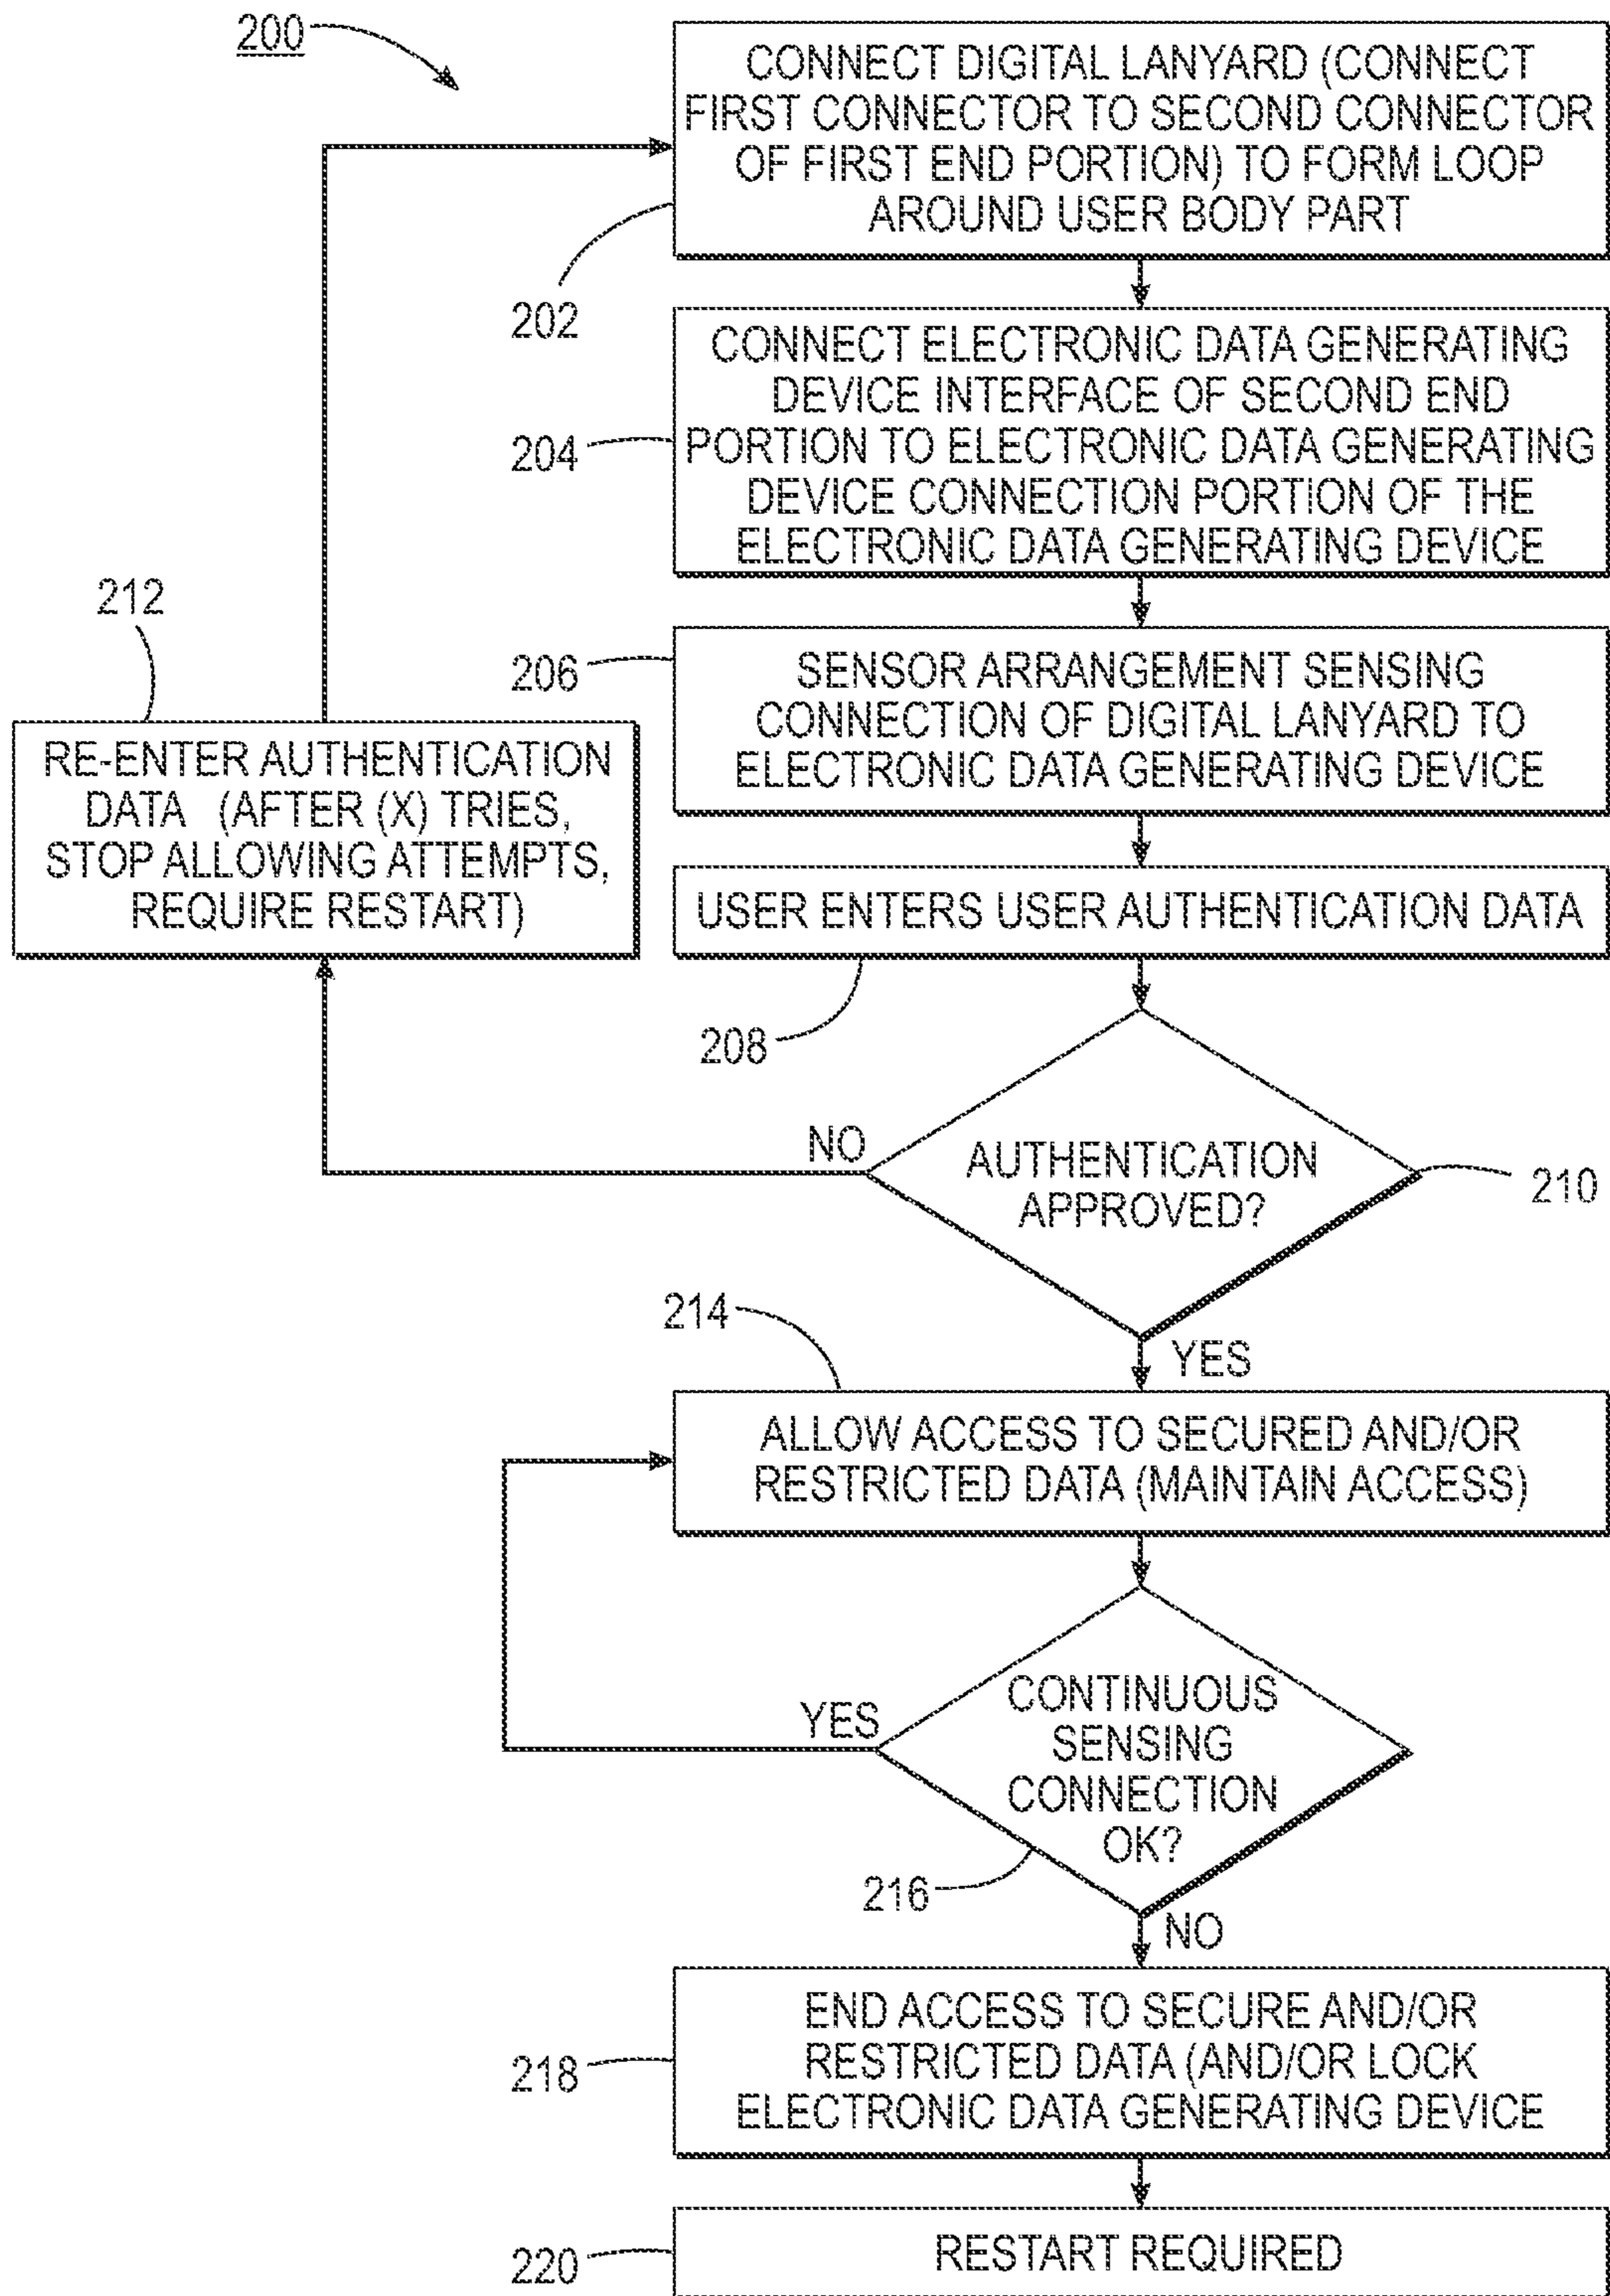 200
CONNECT DIGITAL LANYARD (CONNECT
FIRST CONNECTOR TO SECOND CONNECTOR
OF FIRST END PORTION) TO FORM LOOP
AROUND USER BODY PART
202
CONNECT ELECTRONIC DATA GENERATING
DEVICE INTERFACE OF SECOND END
PORTION TO ELECTRONIC DATA GENERATING
DEVICE CONNECTION PORTION OF THE
ELECTRONIC DATA GENERATING DEVICE
204
206
SENSOR ARRANGEMENT SENSING
CONNECTION OF DIGITAL LANYARD TO
ELECTRONIC DATA GENERATING DEVICE
212
RE-ENTER AUTHENTICATION
DATA (AFTER (X) TRIES,
STOP ALLOWING ATTEMPTS,
REQUIRE RESTART)
USER ENTERS USER AUTHENTICATION DATA
208
NO
AUTHENTICATION
APPROVED?
210
YES
214
ALLOW ACCESS TO SECURED AND/OR
RESTRICTED DATA (MAINTAIN ACCESS)
YES
CONTINUOUS
SENSING
CONNECTION
OK?
216
NO
END ACCESS TO SECURE AND/OR
RESTRICTED DATA (AND/OR LOCK
ELECTRONIC DATA GENERATING DEVICE
218
RESTART REQUIRED
220